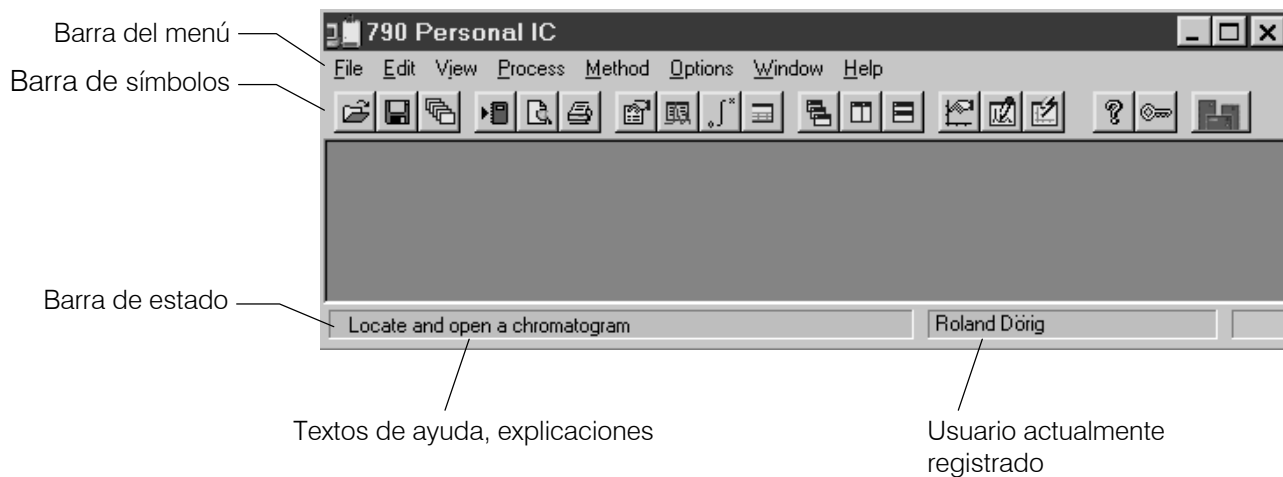 790 Personal IC
Barra del menú
File Edit View Process Method Options Window Help
Barra de símbolos
Barra de estado
Locate and open a chromatogram Roland Dörig
Textos de ayuda, explicaciones
Usuario actualmente
registrado